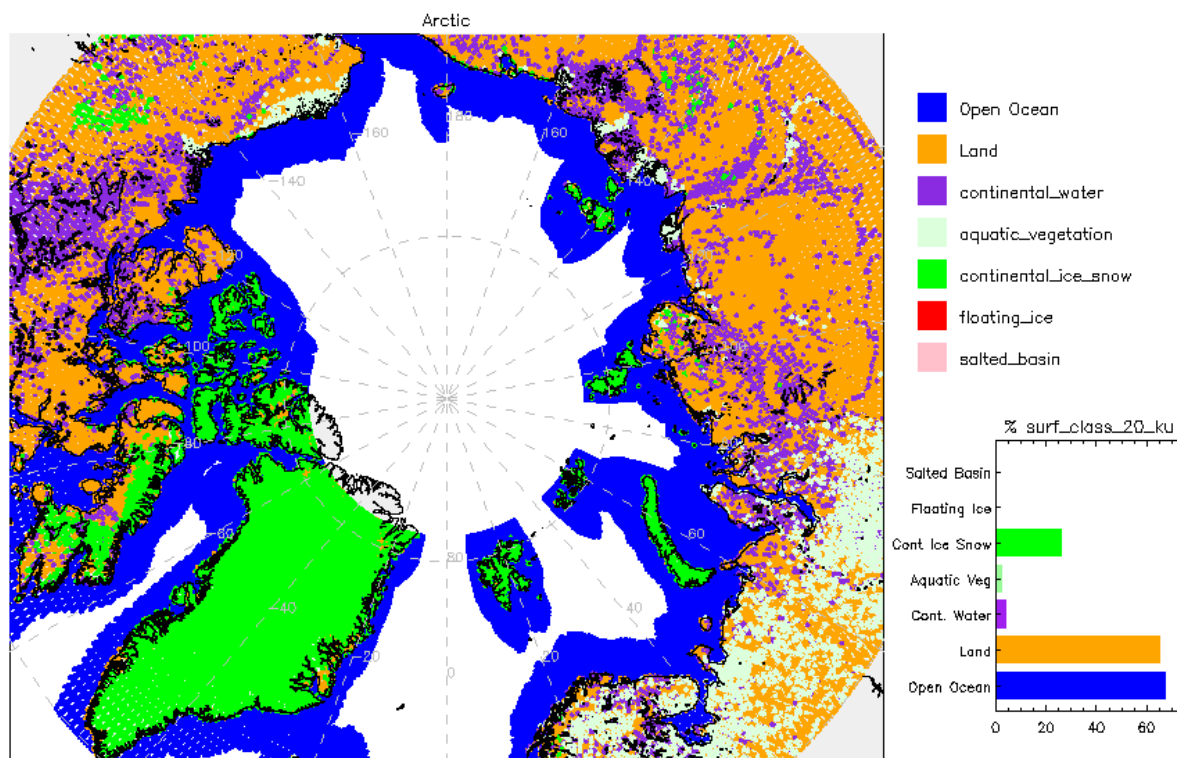 Arctic
-160
180
160
-140
140
-100
-80
80
-60
60
-40
40
-20
20
0
Open Ocean
Land
continental_water
aquatic_vegetation
continental_ice_snow
floating_ice
salted_basin
% surf_class_20_ku
Salted Basin
Floating Ice
Cont Ice Snow
Aquatic Veg
Cont. Water
Land
Open Ocean
0 20 40 60